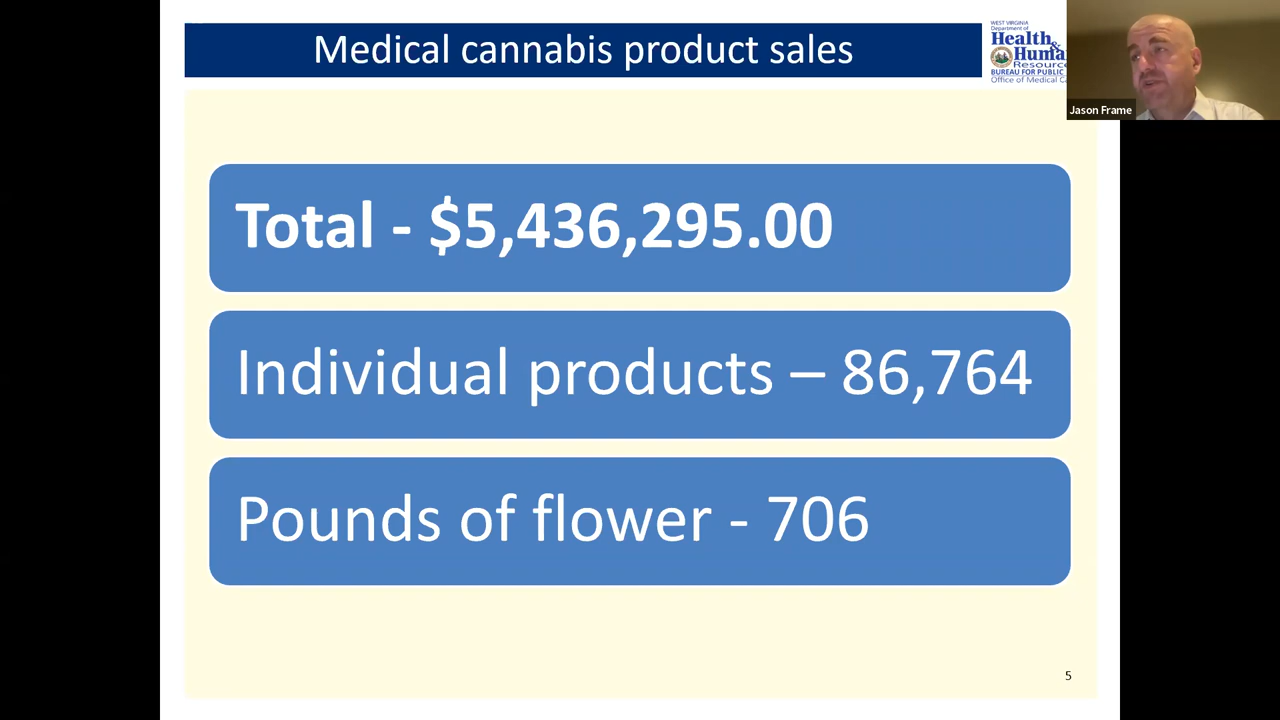 Medical cannabis product sales
WEST VIRGINIA
Department of
Health &
Human
BUREAU FOR PUBLIC
Office of Medical
Jason Frame
Total - $5,436,295.00
Individual products – 86,764
Pounds of flower - 706
5